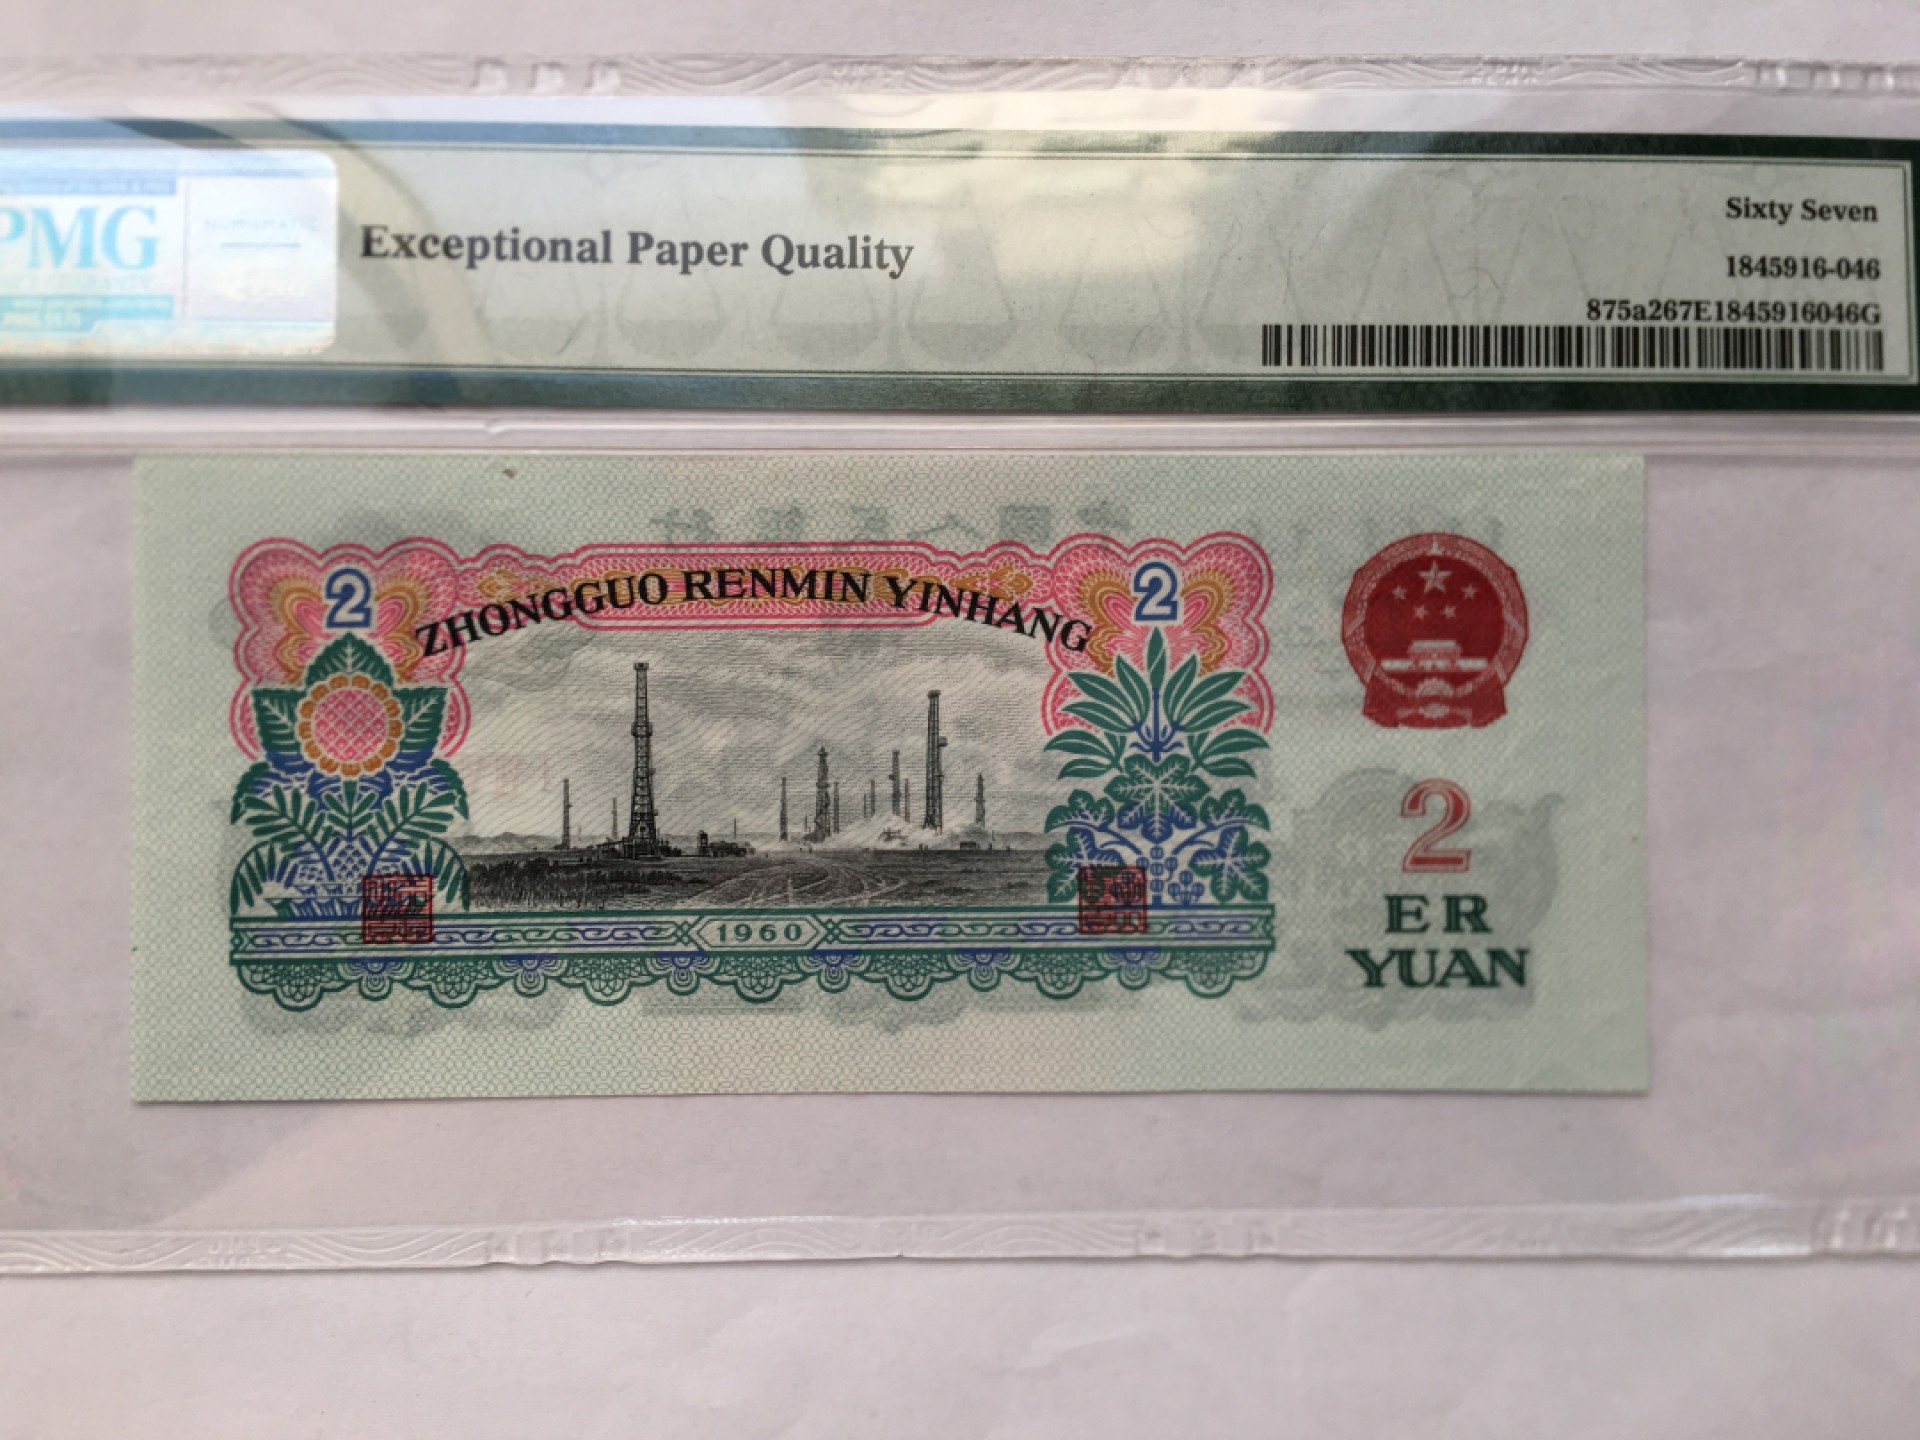 PMG
Exceptional Paper Quality
Sixty Seven
1845916-046
875a267E1845916046G
2
ZHONGGUO RENMIN YINHANG
2
2
ER
YUAN
1960